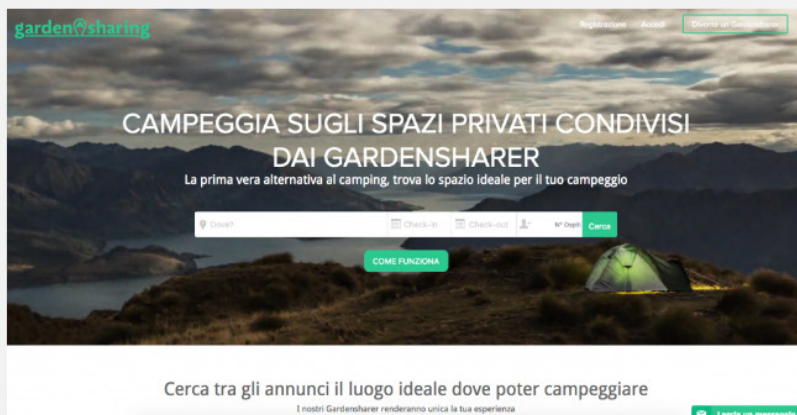 garden sharing
Registrazione Accedi Diventa un Gardensharer
CAMPEGGIA SUGLI SPAZI PRIVATI CONDIVISI
DAI GARDENSHARER
La prima vera alternativa al camping, trova lo spazio ideale per il tuo campeggio
Dove? Check-in Check-out N° Ospiti Cerca
COME FUNZIONA
Cerca tra gli annunci il luogo ideale dove poter campeggiare
I nostri Gardensharer renderanno unica la tua esperienza